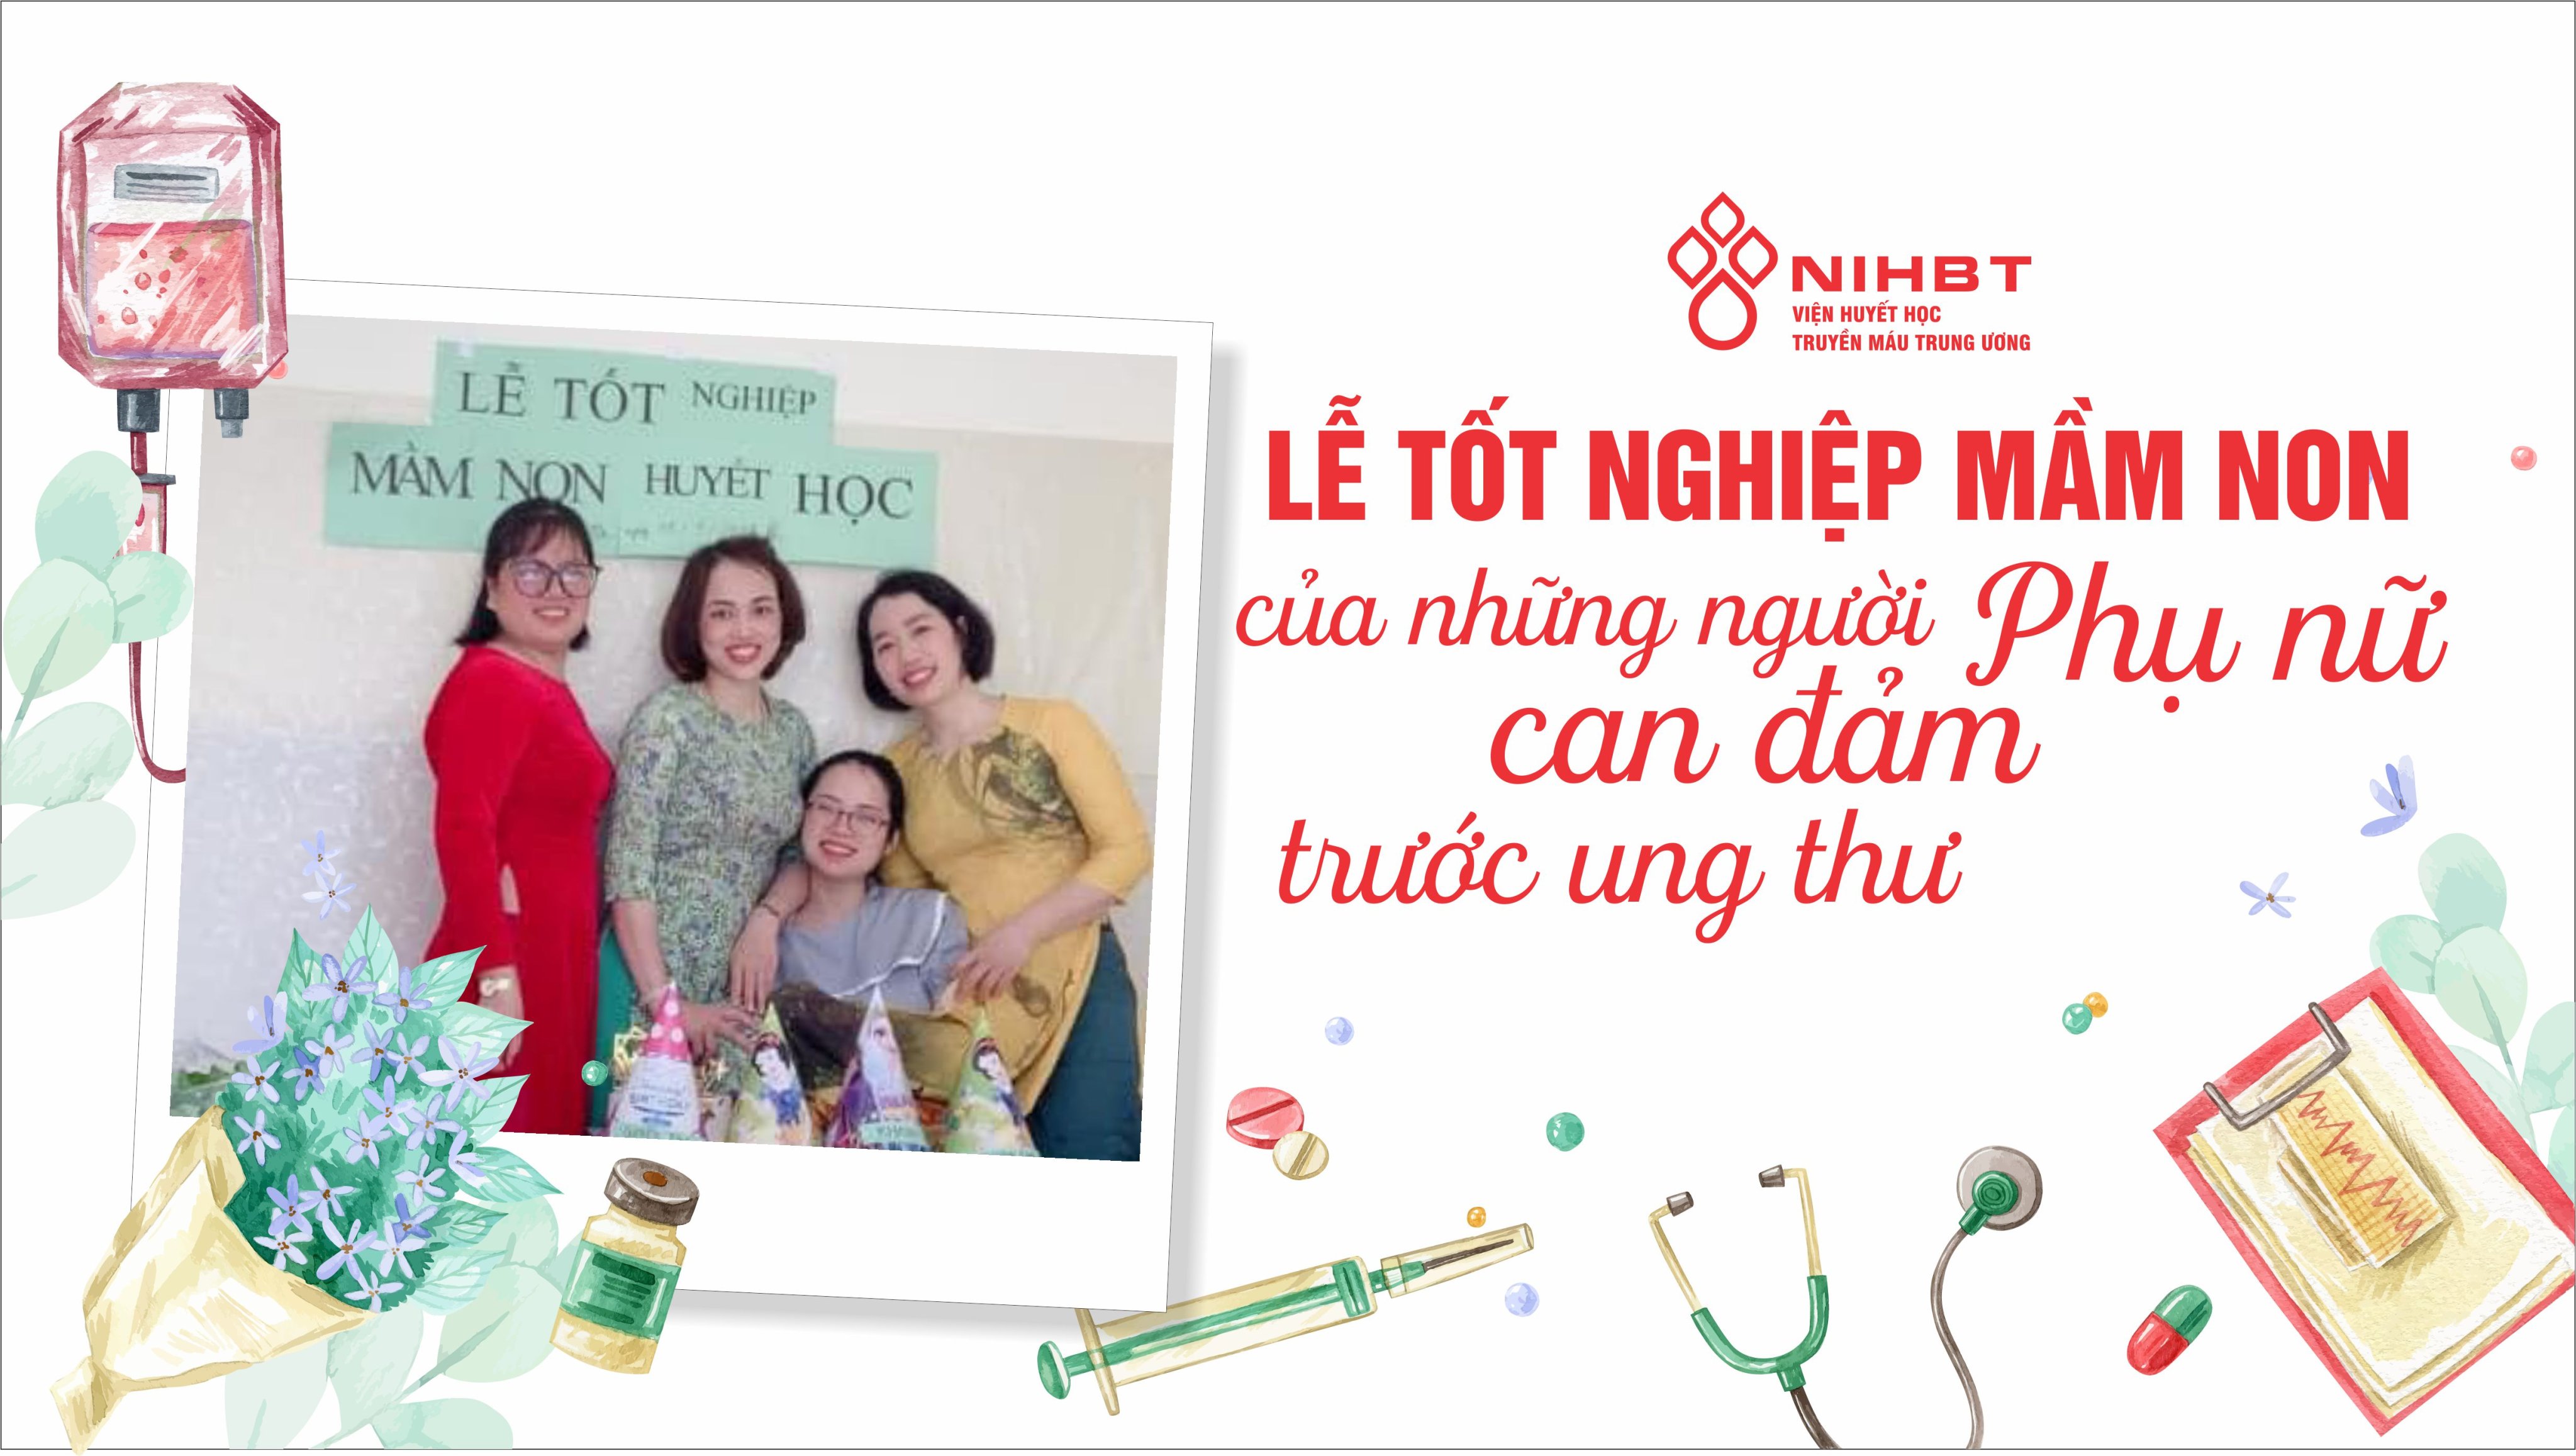 LỄ TỐT NGHIỆP
MẦM NON HUYẾT HỌC
NIHBT
VIỆN HUYẾT HỌC
TRUYỀN MÁU TRUNG ƯƠNG
LỄ TỐT NGHIỆP MẦM NON
của những người Phụ nữ
can đảm
trước ung thư